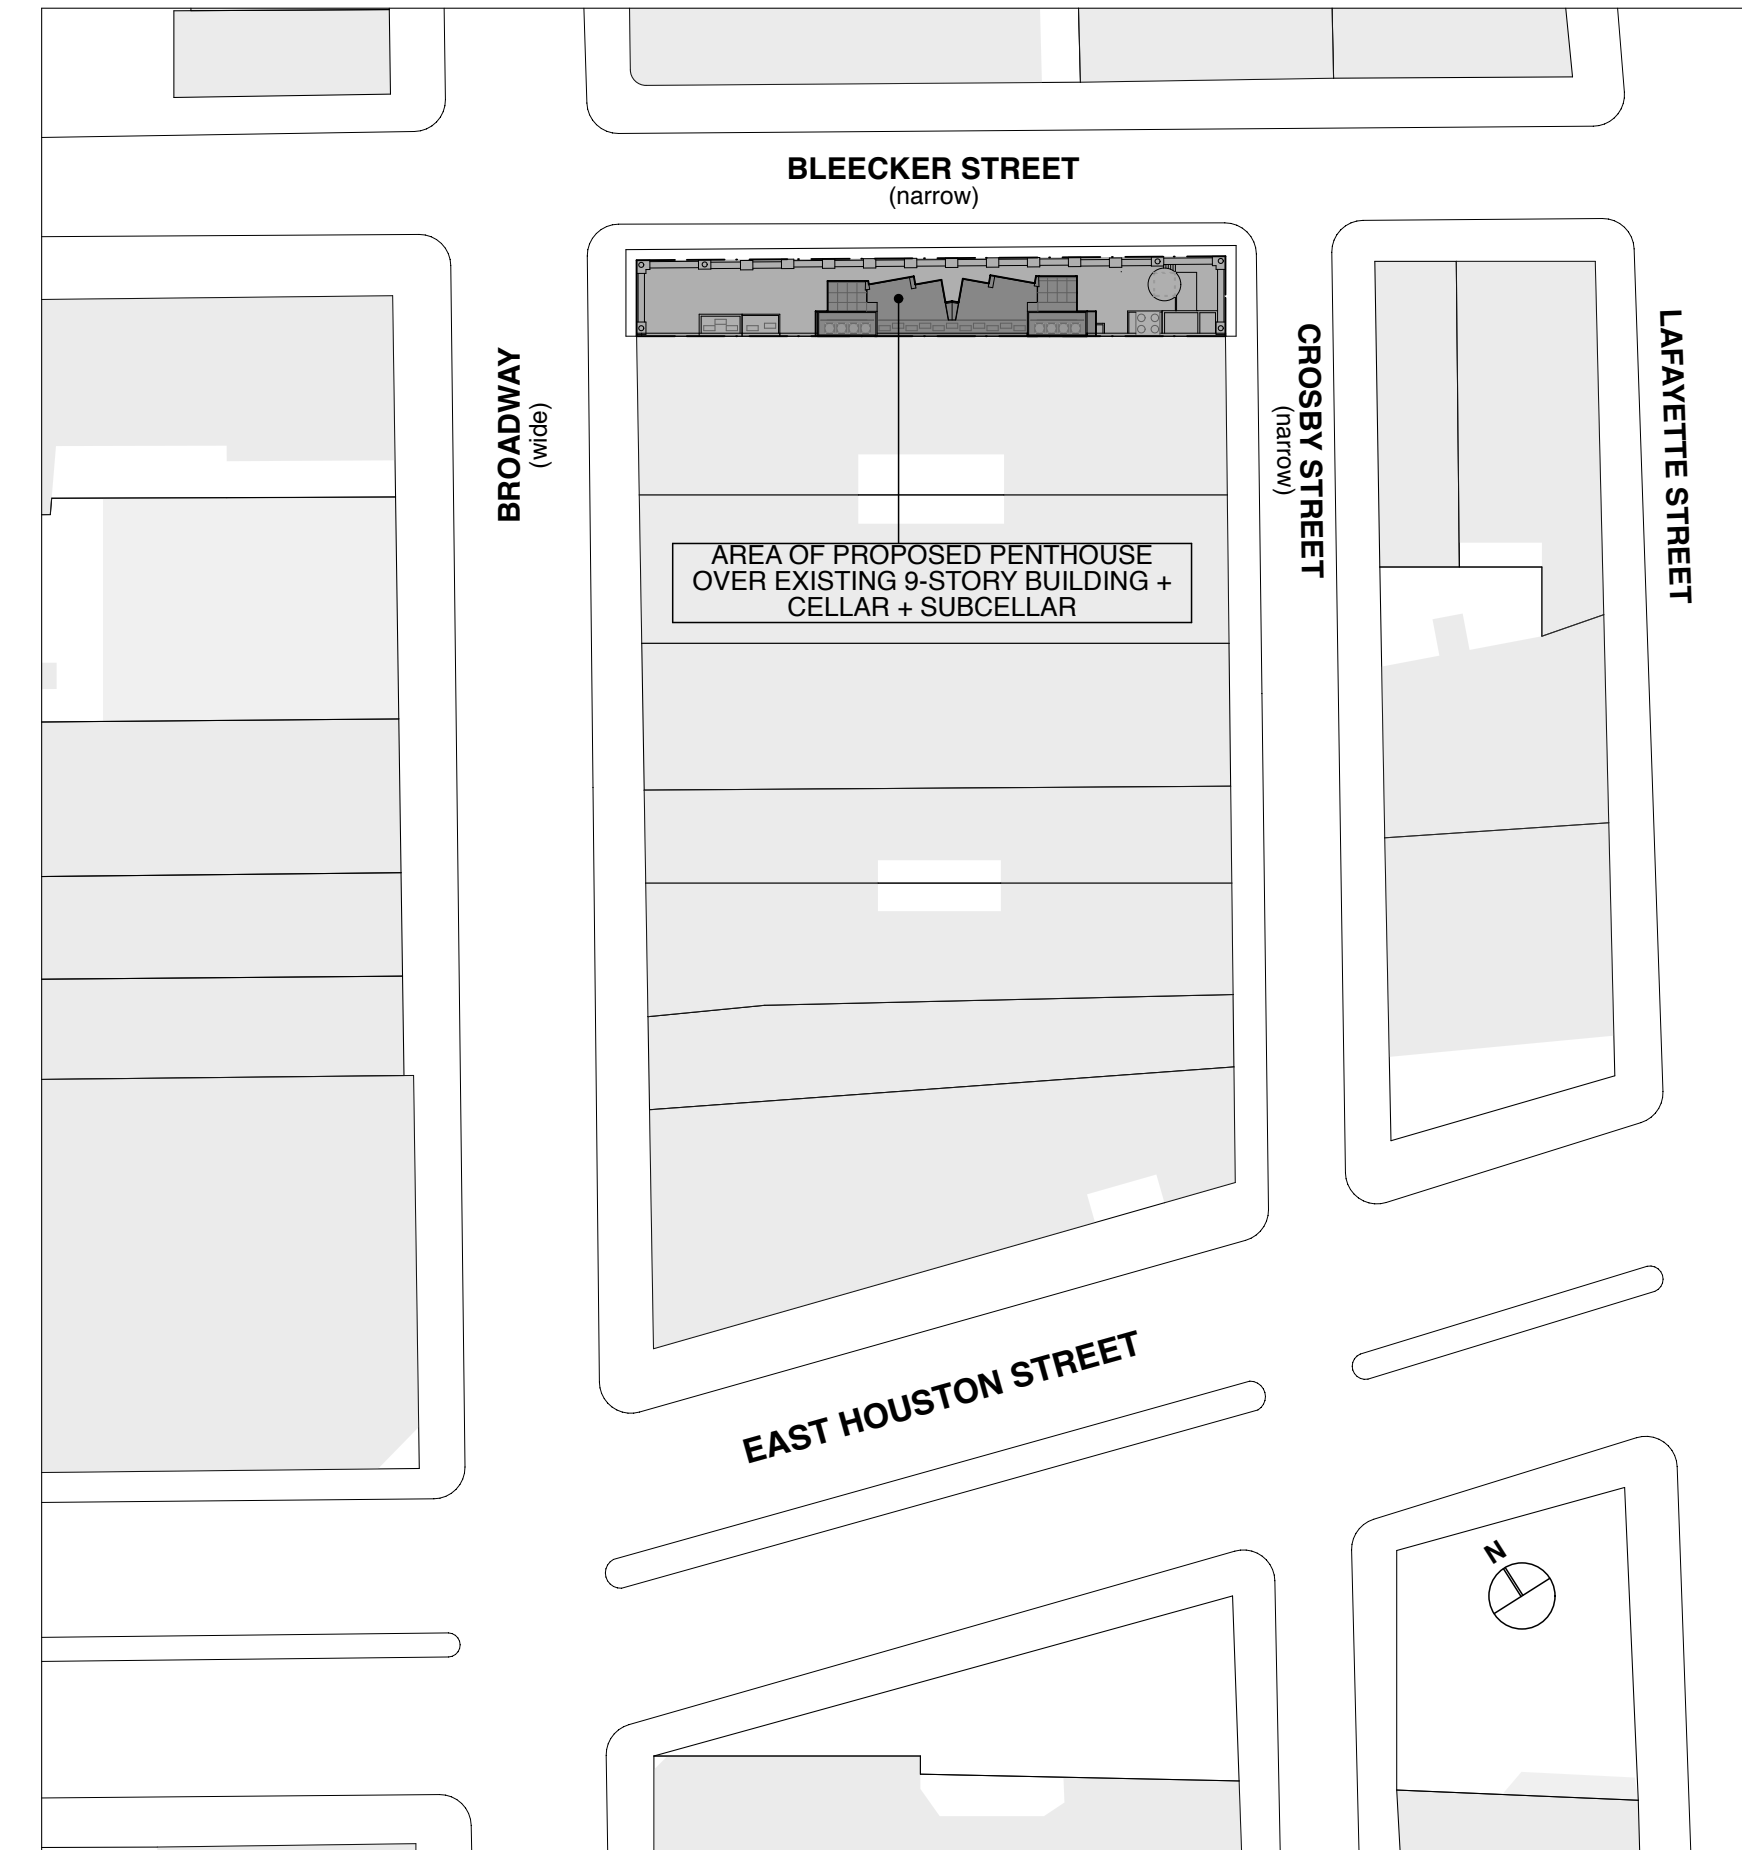 BLEECKER STREET
(narrow)
BROADWAY
(wide)
CROSBY STREET
(narrow)
LAFAYETTE STREET
AREA OF PROPOSED PENTHOUSE
OVER EXISTING 9-STORY BUILDING +
CELLAR + SUBCELLAR
EAST HOUSTON STREET
N